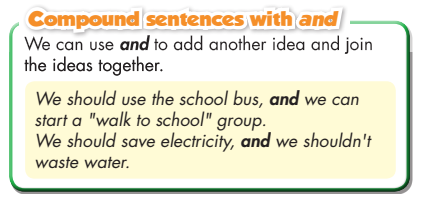 Compound sentences with and
We can use and to add another idea and join
the ideas together.
We should use the school bus, and we can
start a "walk to school" group.
We should save electricity, and we shouldn't
waste water.